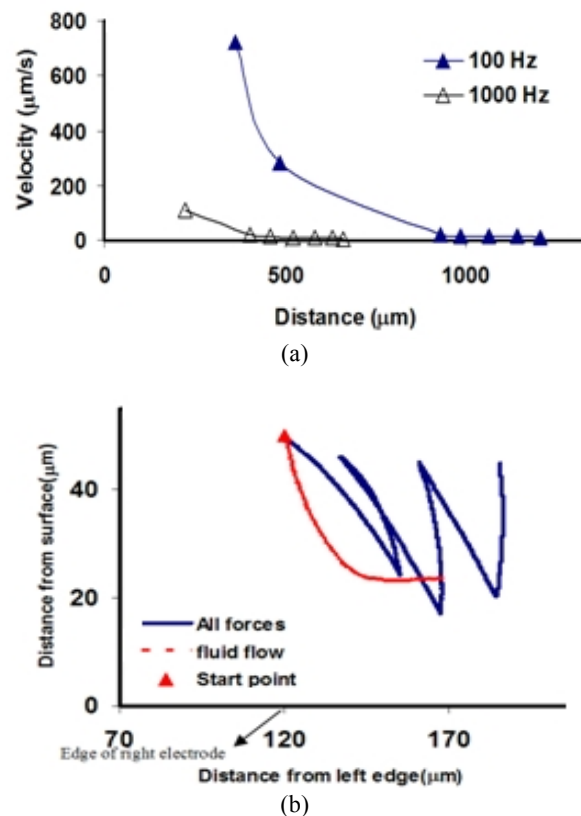 800
600
400
200
0
Velocity (µm/s)
100 Hz
1000 Hz
0 500 1000
Distance (µm)
(a)
Distance from surface(µm)
40
20
0
All forces
fluid flow
Start point
70 120 170
Edge of right electrode
Distance from left edge(µm)
(b)